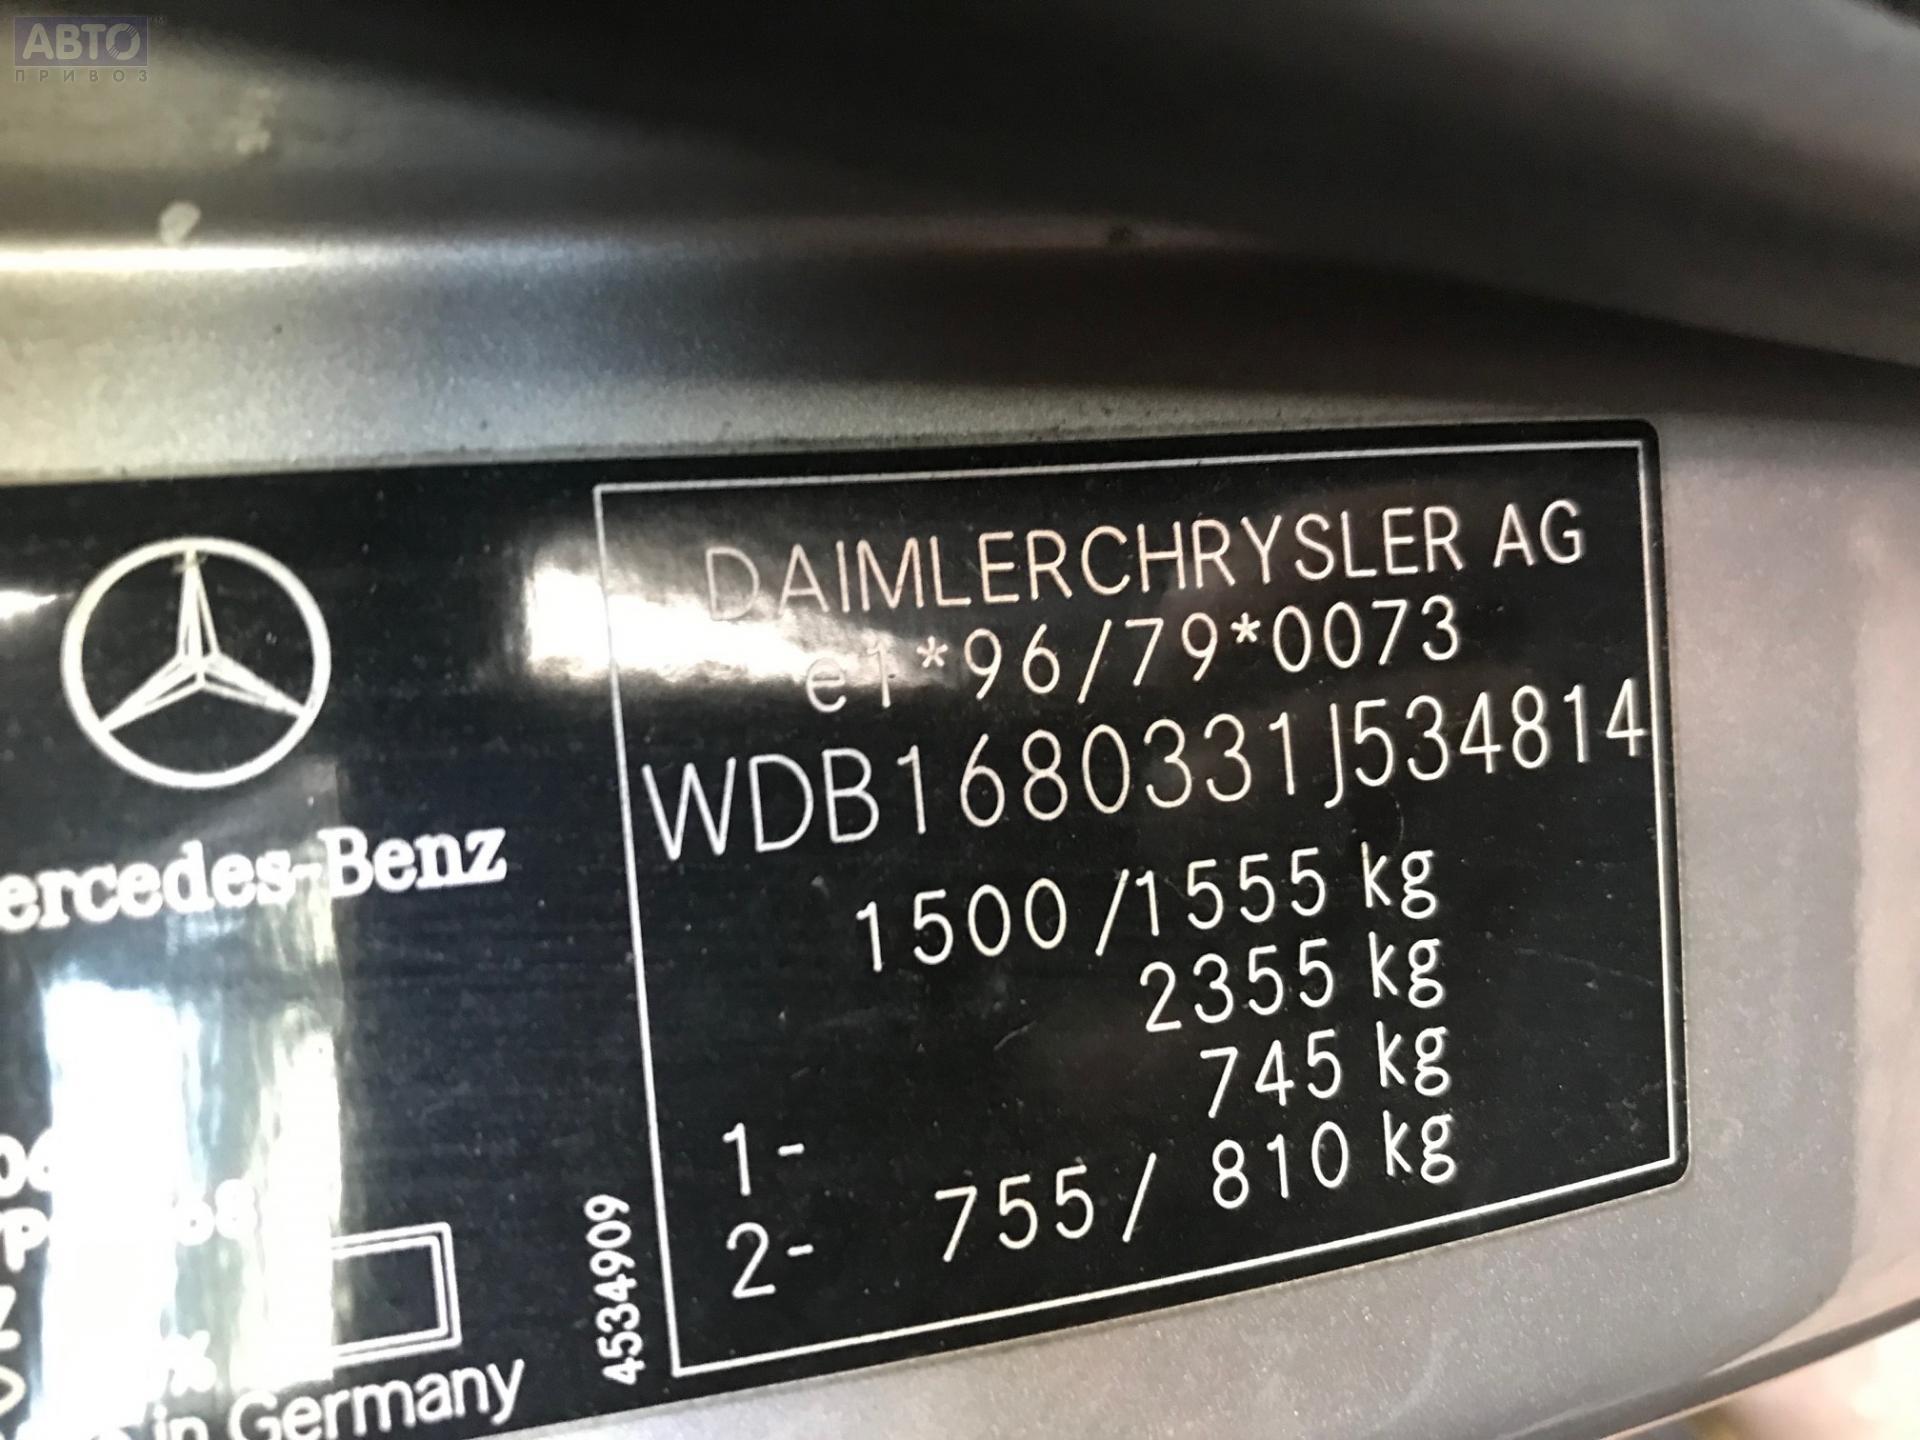 АВТО
ПРИВОЗ
DAIMLERCHRYSLER AG
e1*96/79*0073
WDB1680331J534814
1500/1555 kg
2355 kg
1- 745 kg
2- 755/ 810 kg
ercedes-Benz
68
%
in Germany
4534909